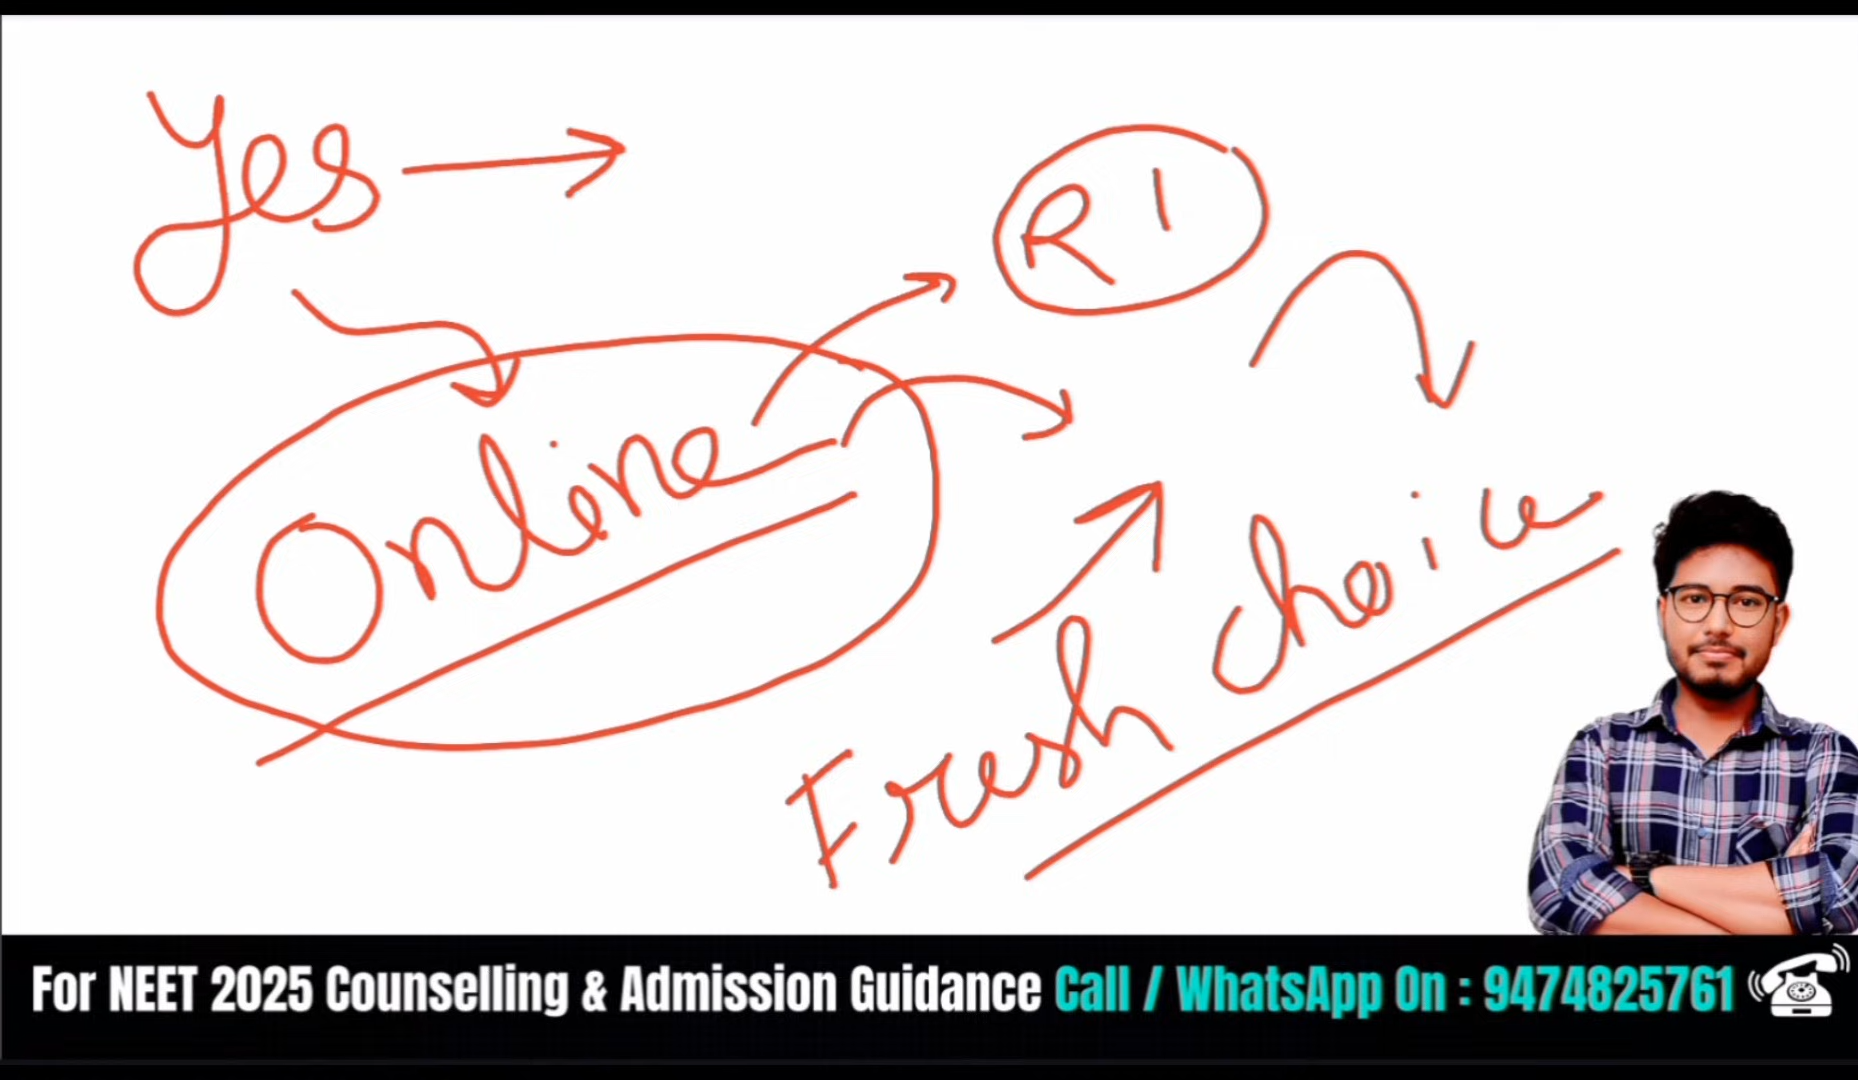 Yes
R1
Online
Fresh choice
For NEET 2025 Counselling & Admission Guidance Call / WhatsApp On : 9474825761